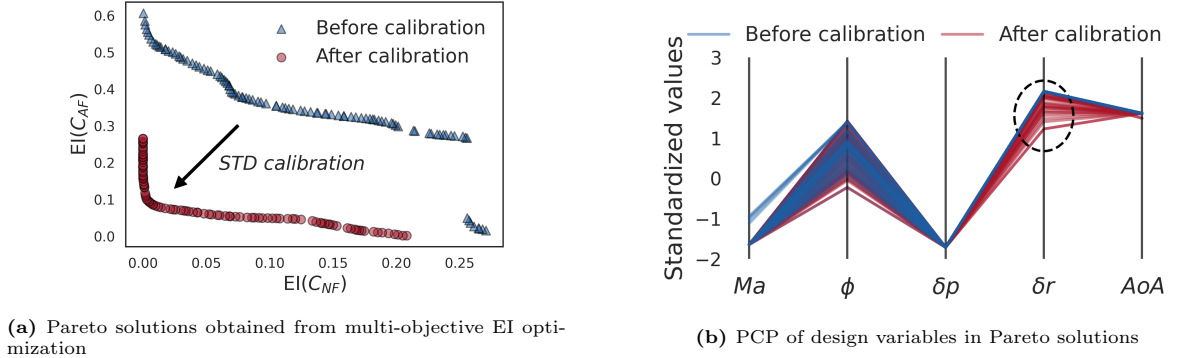 0.6
0.5
0.4
0.3
0.2
0.1
0.0
EI(C_AF)
Before calibration
After calibration
STD calibration
0.00 0.05 0.10 0.15 0.20 0.25
EI(C_NF)
(a) Pareto solutions obtained from multi-objective EI opti-
mization
Before calibration After calibration
Standardized values
3
2
1
0
−1
−2
Ma ϕ δp δr AoA
(b) PCP of design variables in Pareto solutions